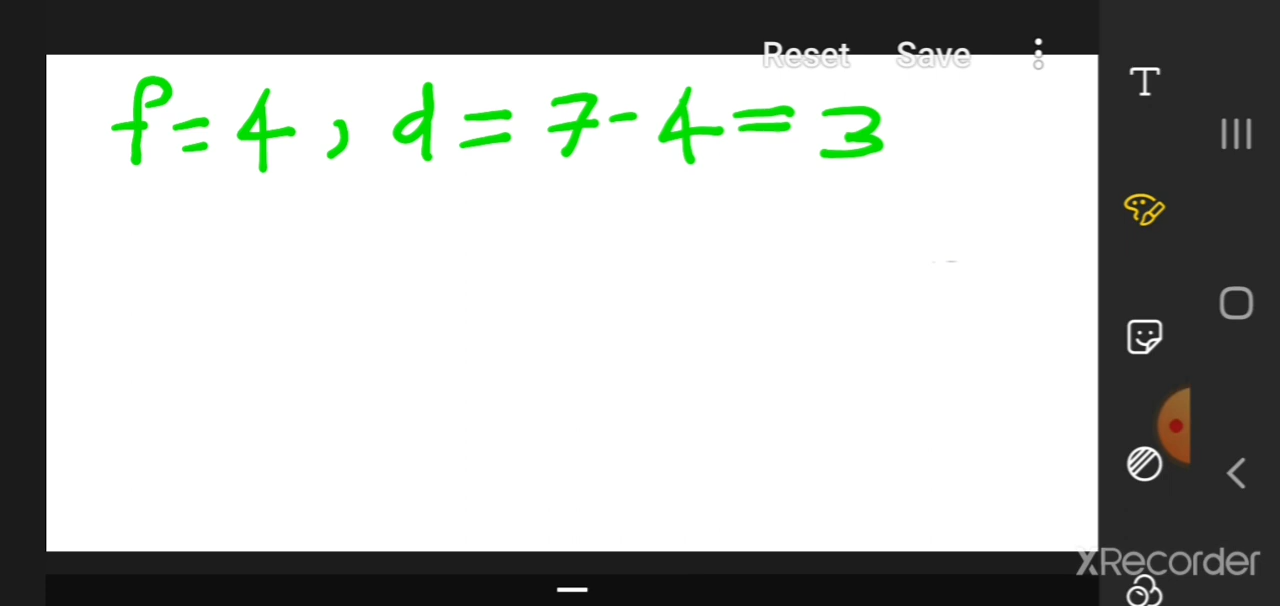 Reset Save
f = 4 , d = 7 - 4 = 3
T
XRecorder